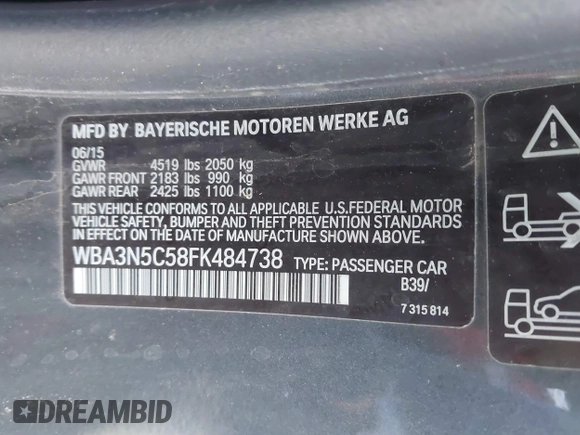 MFD BY BAYERISCHE MOTOREN WERKE AG
06/15
GVWR 4519 lbs 2050 kg
GAWR FRONT 2183 lbs 990 kg
GAWR REAR 2425 lbs 1100 kg
THIS VEHICLE CONFORMS TO ALL APPLICABLE U.S.FEDERAL MOTOR
VEHICLE SAFETY, BUMPER AND THEFT PREVENTION STANDARDS
IN EFFECT ON THE DATE OF MANUFACTURE SHOWN ABOVE.
WBA3N5C58FK484738 TYPE: PASSENGER CAR
B39/
7 315 814
DREAMBID